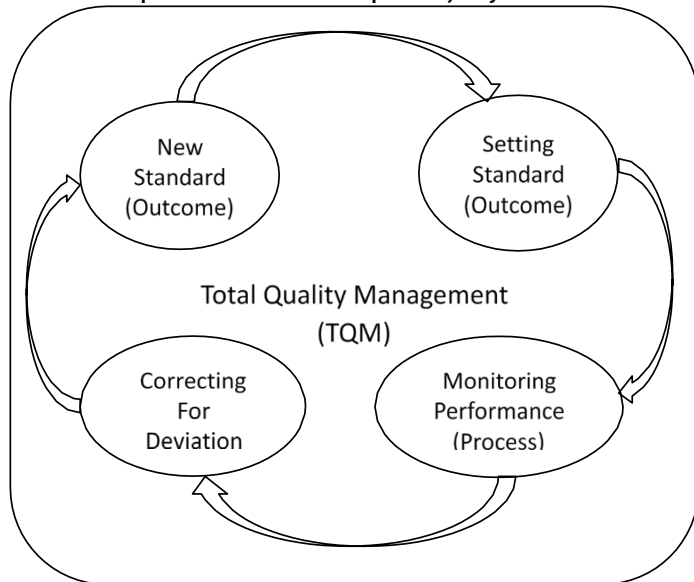 New
Standard
(Outcome)
Setting
Standard
(Outcome)
Total Quality Management
(TQM)
Correcting
For
Deviation
Monitoring
Performance
(Process)